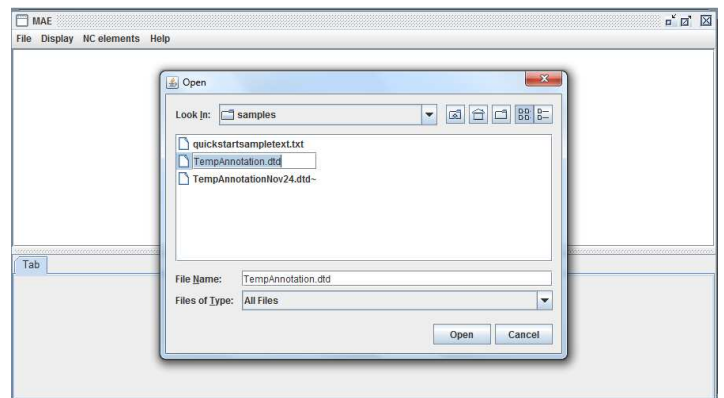 MAE
File Display NC elements Help
Open
Look In: samples
quickstartsampletext.txt
TempAnnotation.dtd
TempAnnotationNov24.dtd~
Tab
File Name: TempAnnotation.dtd
Files of Type: All Files
Open Cancel